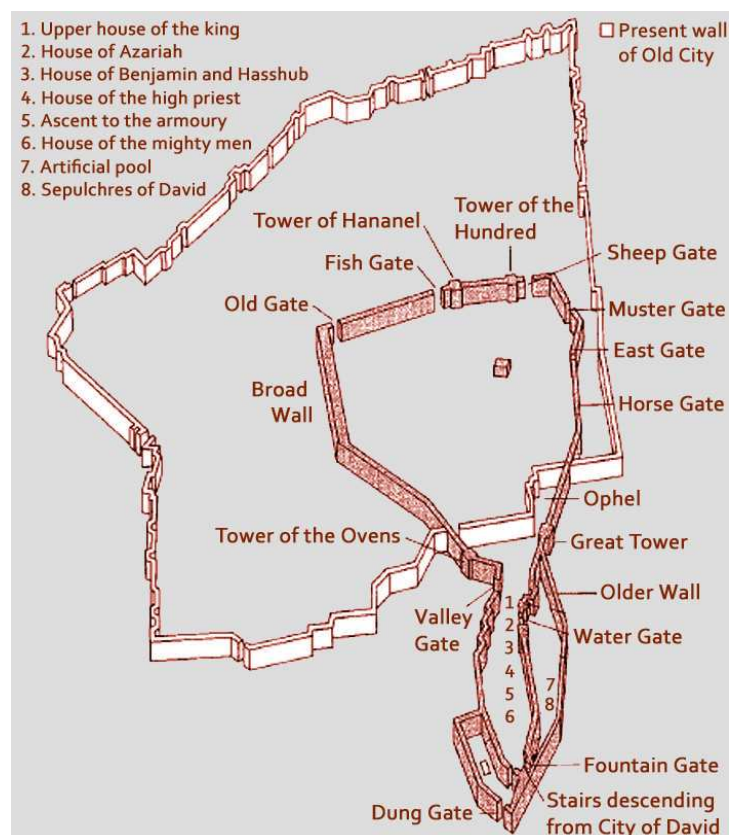 1. Upper house of the king
2. House of Azariah
3. House of Benjamin and Hasshub
4. House of the high priest
5. Ascent to the armoury
6. House of the mighty men
7. Artificial pool
8. Sepulchres of David
Present wall
of Old City
Tower of Hananel
Tower of the
Hundred
Fish Gate
Sheep Gate
Old Gate
Muster Gate
East Gate
Broad
Wall
Horse Gate
Ophel
Tower of the Ovens
Great Tower
Older Wall
Valley
Gate
Water Gate
1
2
3
4
5
6
7
8
Fountain Gate
Dung Gate
Stairs descending
from City of David